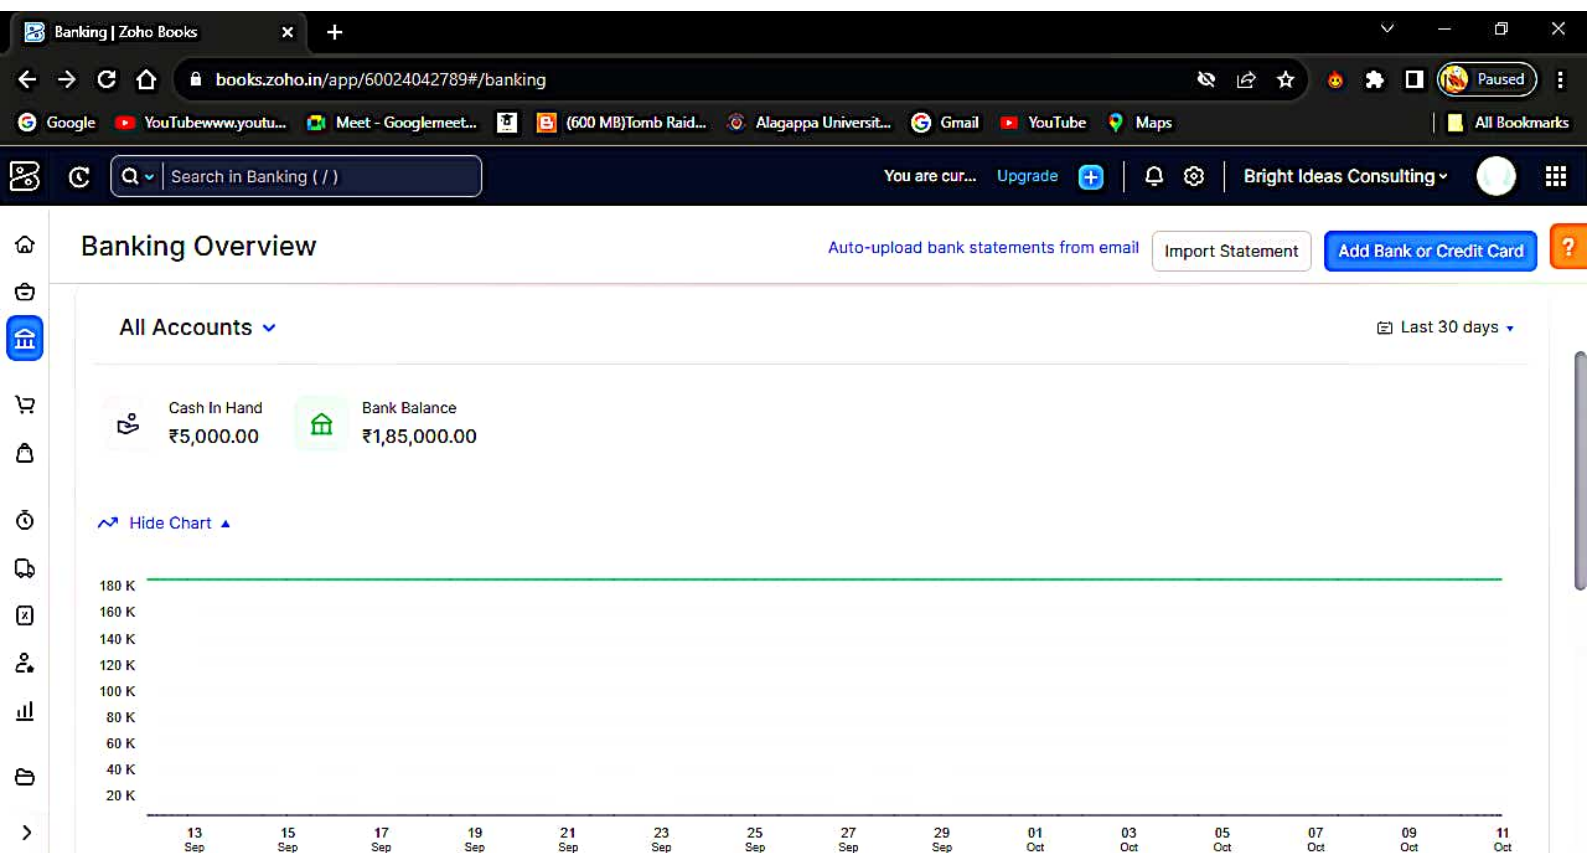 Banking | Zoho Books
books.zoho.in/app/60024042789#/banking
Paused
Google
YouTubewww.youtu...
Meet - Googlemeet...
(600 MB)Tomb Raid...
Alagappa Universit...
Gmail
YouTube
Maps
All Bookmarks
Search in Banking ( / )
You are cur...
Upgrade
Bright Ideas Consulting
Banking Overview
Auto-upload bank statements from email
Import Statement
Add Bank or Credit Card
?
All Accounts
Last 30 days
Cash In Hand
₹5,000.00
Bank Balance
₹1,85,000.00
Hide Chart
180 K
160 K
140 K
120 K
100 K
80 K
60 K
40 K
20 K
13 Sep
15 Sep
17 Sep
19 Sep
21 Sep
23 Sep
25 Sep
27 Sep
29 Sep
01 Oct
03 Oct
05 Oct
07 Oct
09 Oct
11 Oct